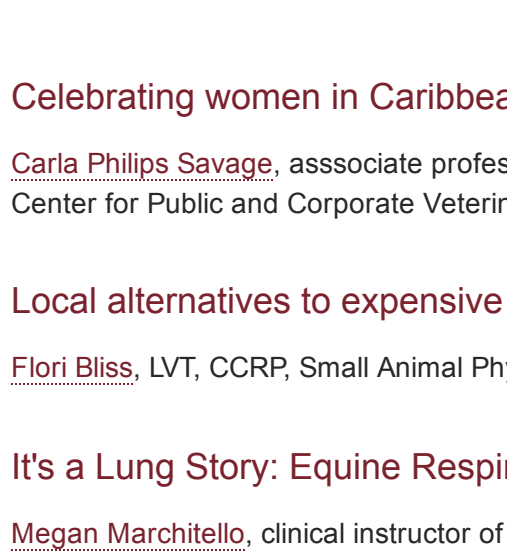 Celebrating women in Caribbea
Carla Philips Savage, asssociate profes
Center for Public and Corporate Veterin
Local alternatives to expensive
Flori Bliss, LVT, CCRP, Small Animal Phy
It's a Lung Story: Equine Respir
Megan Marchitello, clinical instructor of